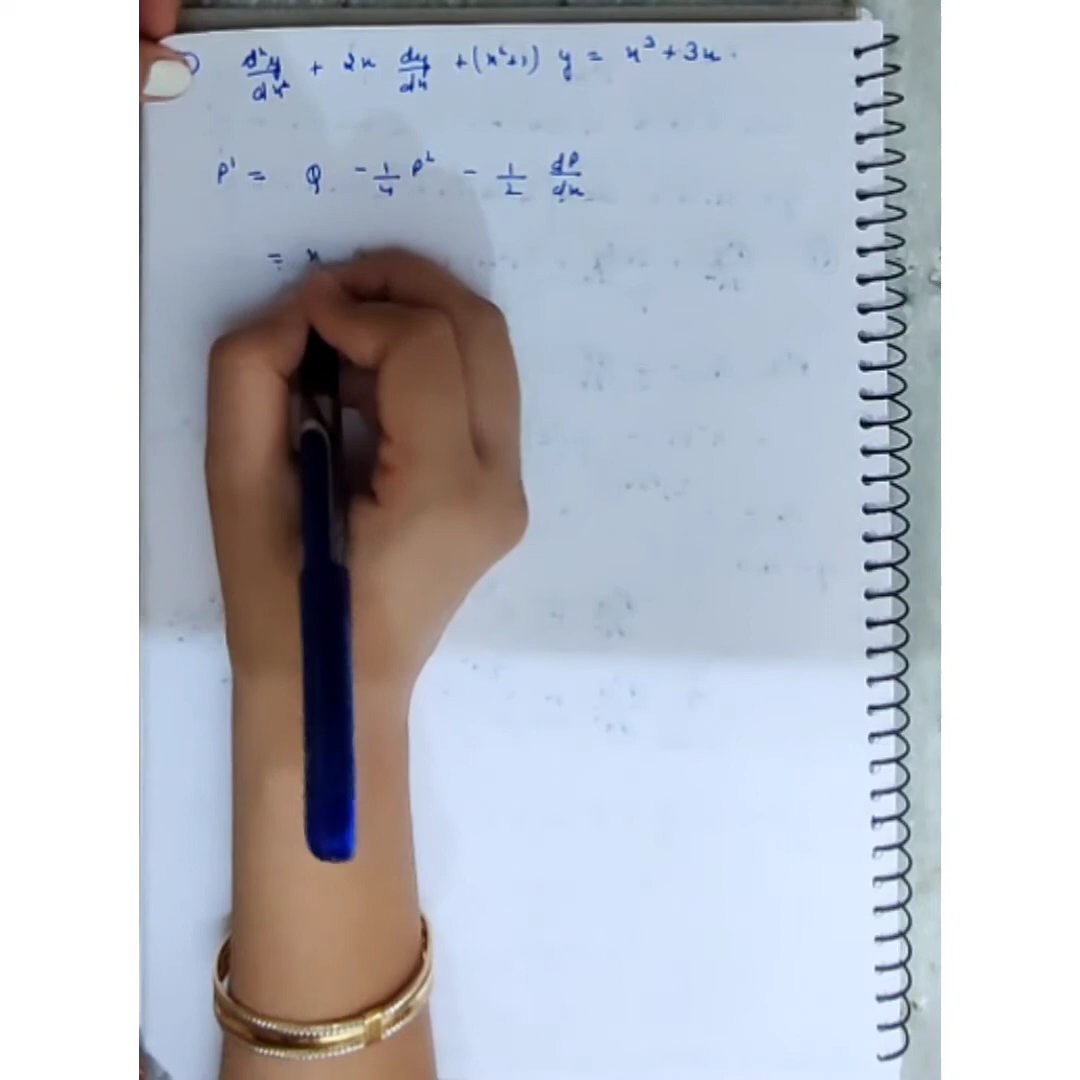 d²y/dx² + 2x dy/dx + (x²+1) y = x³ + 3x.
P' = Q - 1/4 P² - 1/2 dP/dx
= x